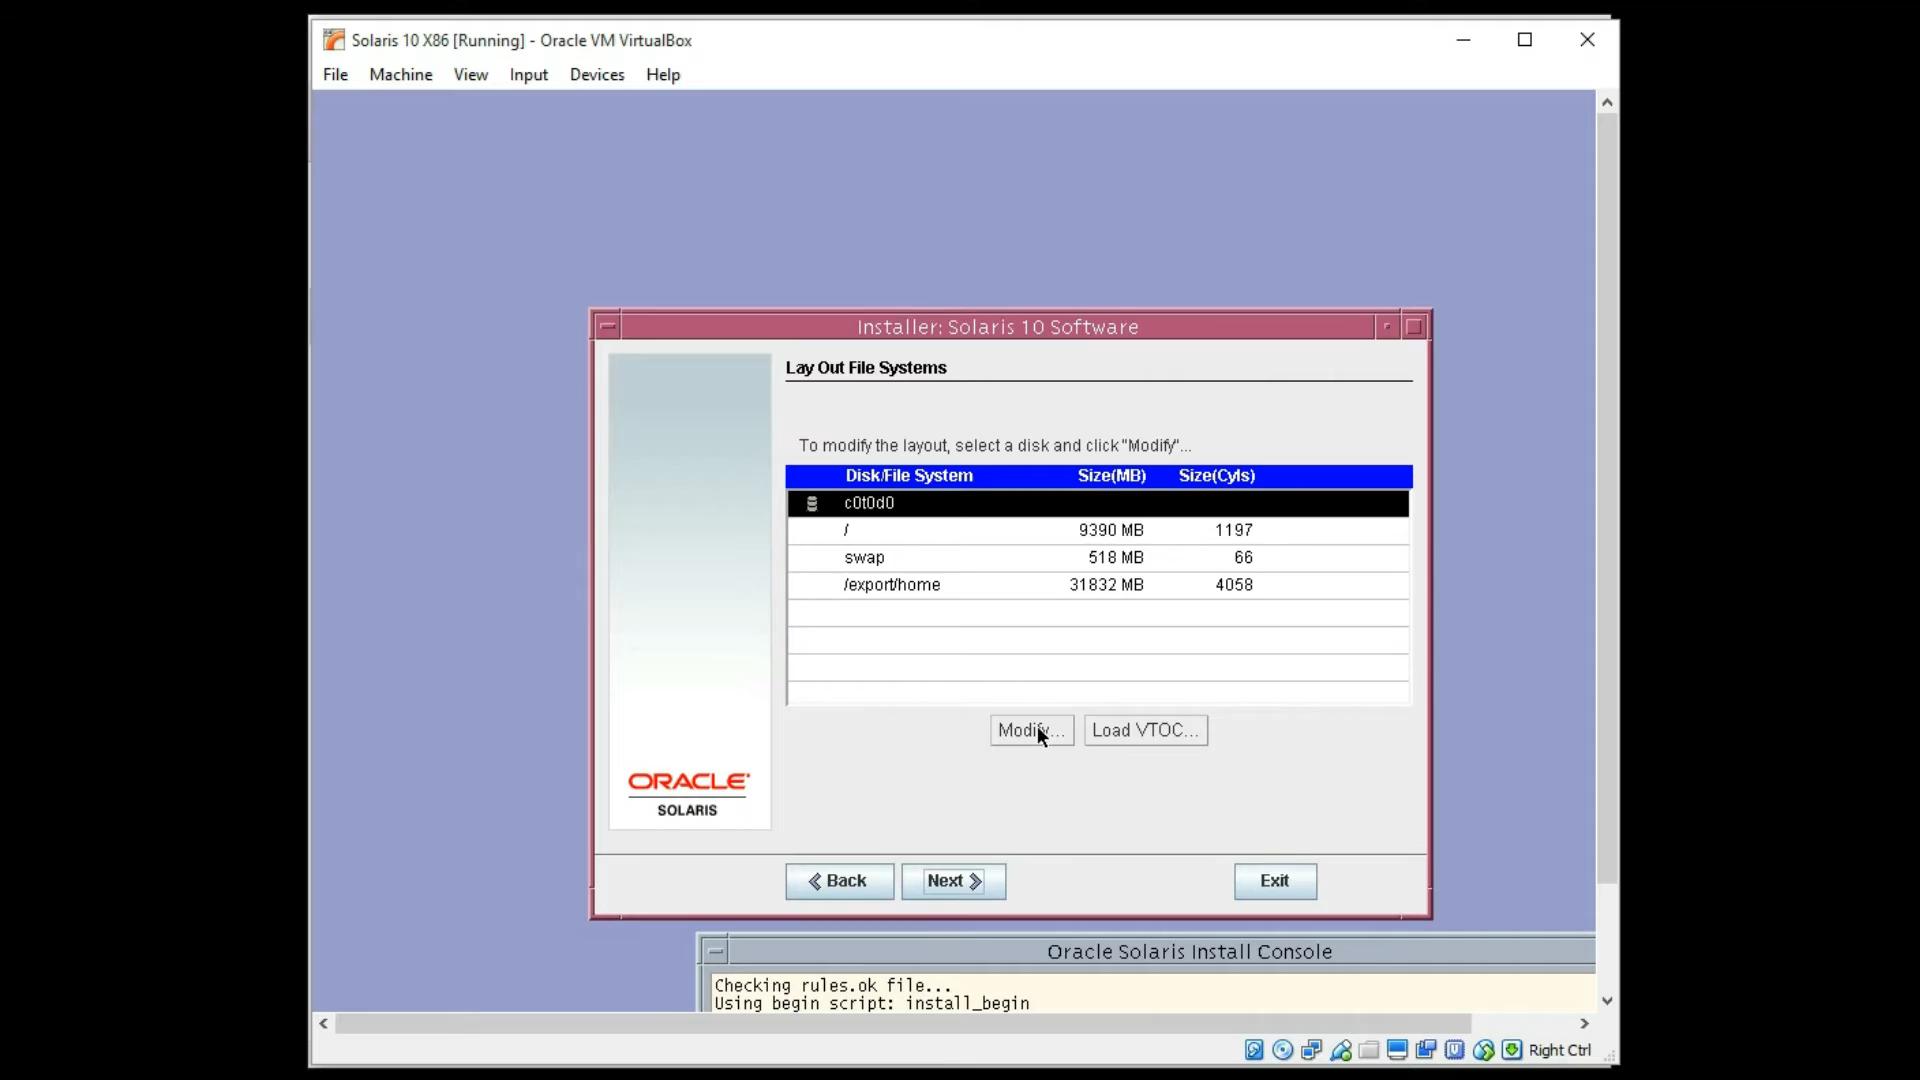 Solaris 10 X86 [Running] - Oracle VM VirtualBox
File Machine View Input Devices Help
Installer: Solaris 10 Software
Lay Out File Systems
To modify the layout, select a disk and click "Modify"...
Disk/File System Size(MB) Size(Cyls)
c0t0d0
/ 9390 MB 1197
swap 518 MB 66
/export/home 31832 MB 4058
Modify... Load VTOC...
ORACLE
SOLARIS
Back Next Exit
Oracle Solaris Install Console
Checking rules.ok file...
Using begin script: install_begin
Right Ctrl